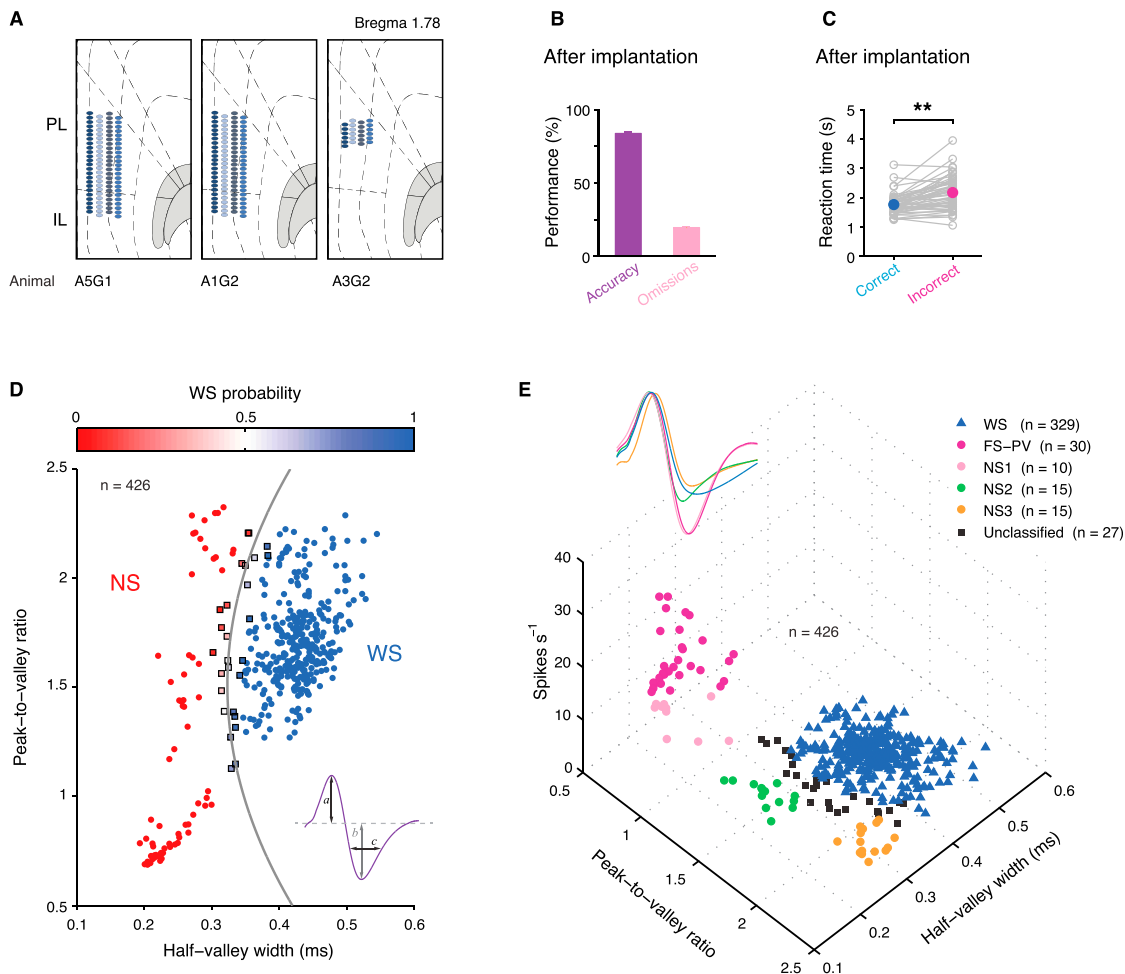 A
Bregma 1.78
PL
IL
Animal
A5G1
A1G2
A3G2
B
After implantation
Performance (%)
100
50
0
Accuracy
Omissions
C
After implantation
**
Reaction time (s)
5
4
3
2
1
0
Correct
Incorrect
D
WS probability
0
0.5
1
n = 426
NS
WS
Peak–to–valley ratio
2.5
2
1.5
1
0.5
a
b
c
0.1
0.2
0.3
0.4
0.5
0.6
Half–valley width (ms)
E
WS (n = 329)
FS–PV (n = 30)
NS1 (n = 10)
NS2 (n = 15)
NS3 (n = 15)
Unclassified (n = 27)
n = 426
Spikes s⁻¹
40
30
20
10
0
0.5
1
1.5
2
2.5
Peak–to–valley ratio
0.1
0.2
0.3
0.4
0.5
0.6
Half–valley width (ms)